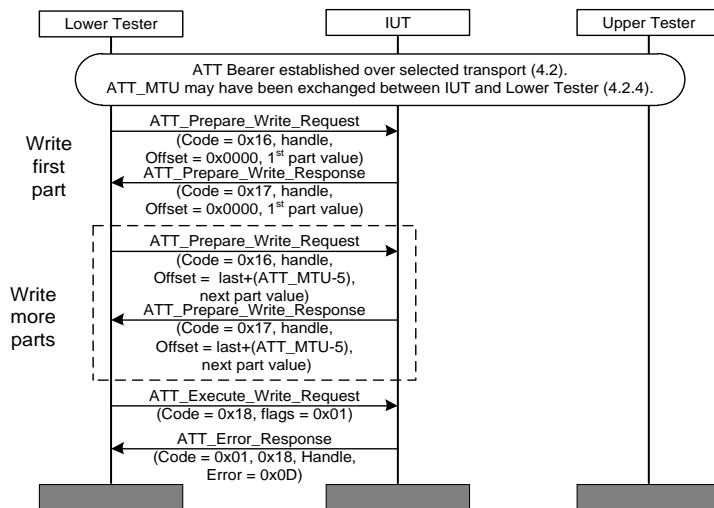 Lower Tester
IUT
Upper Tester
ATT Bearer established over selected transport (4.2).
ATT_MTU may have been exchanged between IUT and Lower Tester (4.2.4).
Write
first
part
ATT_Prepare_Write_Request
(Code = 0x16, handle,
Offset = 0x0000, 1st part value)
ATT_Prepare_Write_Response
(Code = 0x17, handle,
Offset = 0x0000, 1st part value)
Write
more
parts
ATT_Prepare_Write_Request
(Code = 0x16, handle,
Offset = last+(ATT_MTU-5),
next part value)
ATT_Prepare_Write_Response
(Code = 0x17, handle,
Offset = last+(ATT_MTU-5),
next part value)
ATT_Execute_Write_Request
(Code = 0x18, flags = 0x01)
ATT_Error_Response
(Code = 0x01, 0x18, Handle,
Error = 0x0D)